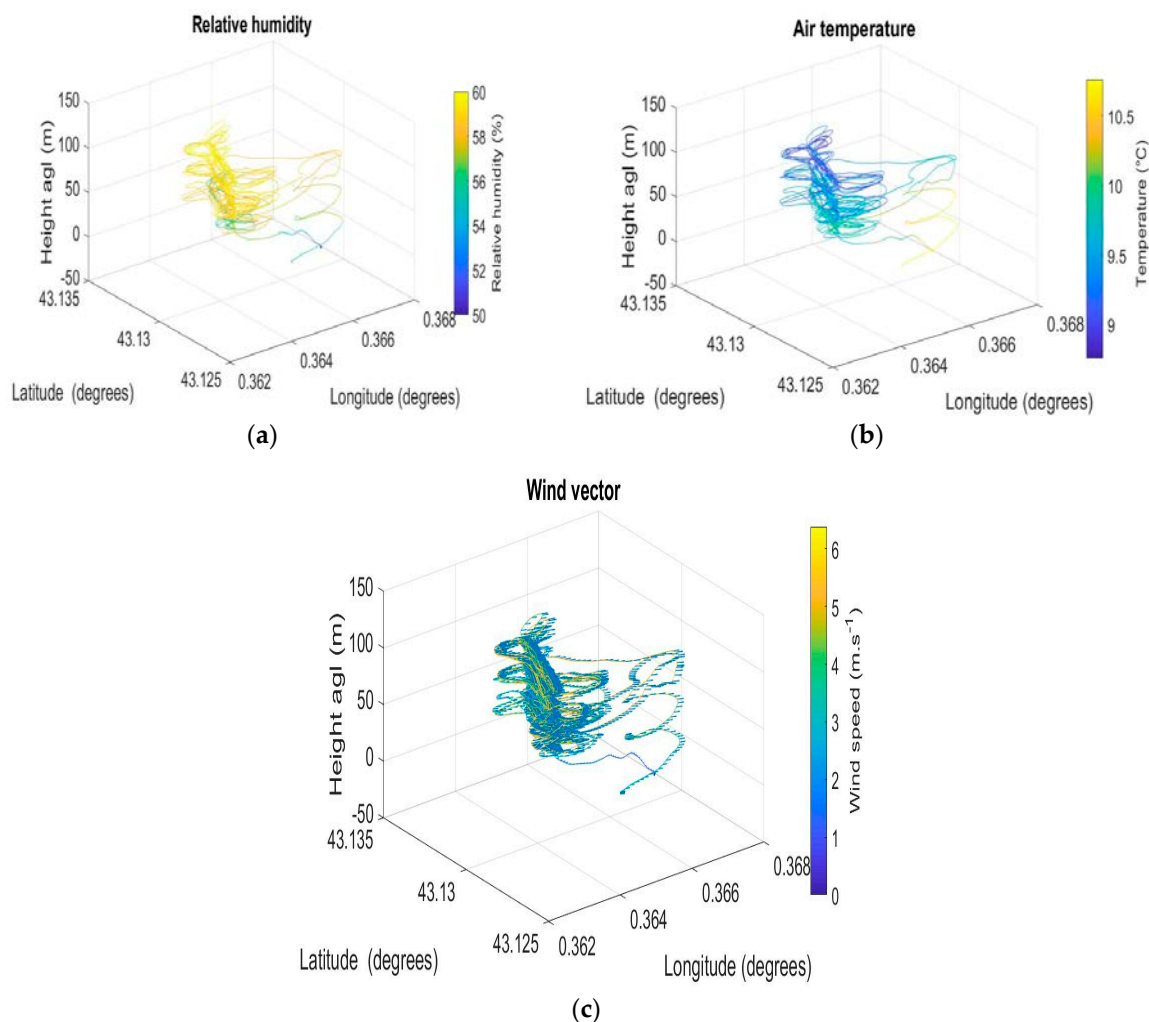 Relative humidity
150
100
50
0
-50
Height agl (m)
43.135
43.13
43.125
Latitude (degrees)
0.362
0.364
0.366
0.368
Longitude (degrees)
60
58
56
54
52
50
Relative humidity (%)
(a)
Air temperature
150
100
50
0
-50
Height agl (m)
43.135
43.13
43.125
Latitude (degrees)
0.362
0.364
0.366
0.368
Longitude (degrees)
10.5
10
9.5
9
Temperature (°C)
(b)
Wind vector
150
100
50
0
-50
Height agl (m)
43.135
43.13
43.125
Latitude (degrees)
0.362
0.364
0.366
0.368
Longitude (degrees)
6
5
4
3
2
1
0
Wind speed (m.s⁻¹)
(c)